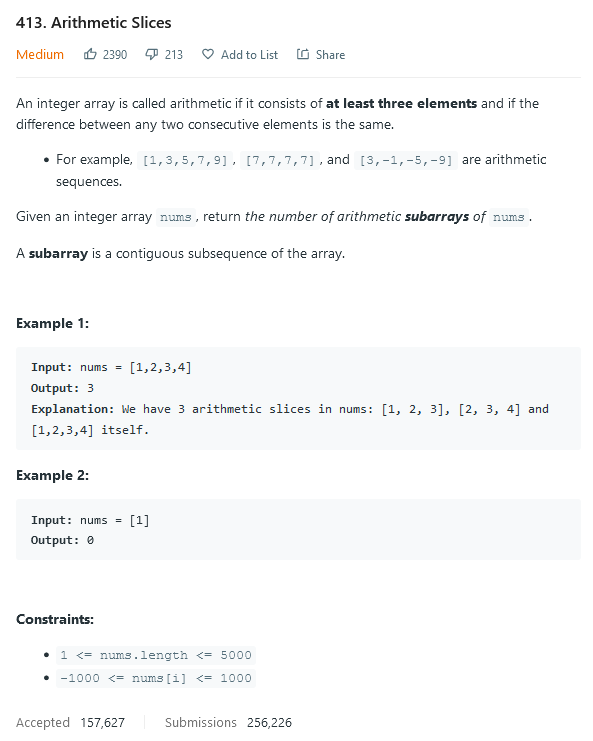 413. Arithmetic Slices
Medium 2390 213 Add to List Share
An integer array is called arithmetic if it consists of at least three elements and if the
difference between any two consecutive elements is the same.
• For example, [1,3,5,7,9] , [7,7,7,7] , and [3,-1,-5,-9] are arithmetic
sequences.
Given an integer array nums , return the number of arithmetic subarrays of nums .
A subarray is a contiguous subsequence of the array.
Example 1:
Input: nums = [1,2,3,4]
Output: 3
Explanation: We have 3 arithmetic slices in nums: [1, 2, 3], [2, 3, 4] and
[1,2,3,4] itself.
Example 2:
Input: nums = [1]
Output: 0
Constraints:
• 1 <= nums.length <= 5000
• -1000 <= nums[i] <= 1000
Accepted 157,627 Submissions 256,226